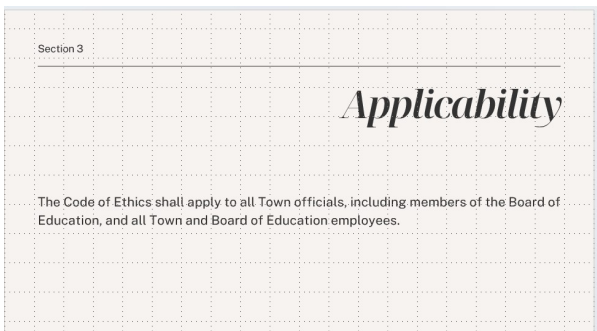 Section 3
Applicability
The Code of Ethics shall apply to all Town officials, including members of the Board of
Education, and all Town and Board of Education employees.